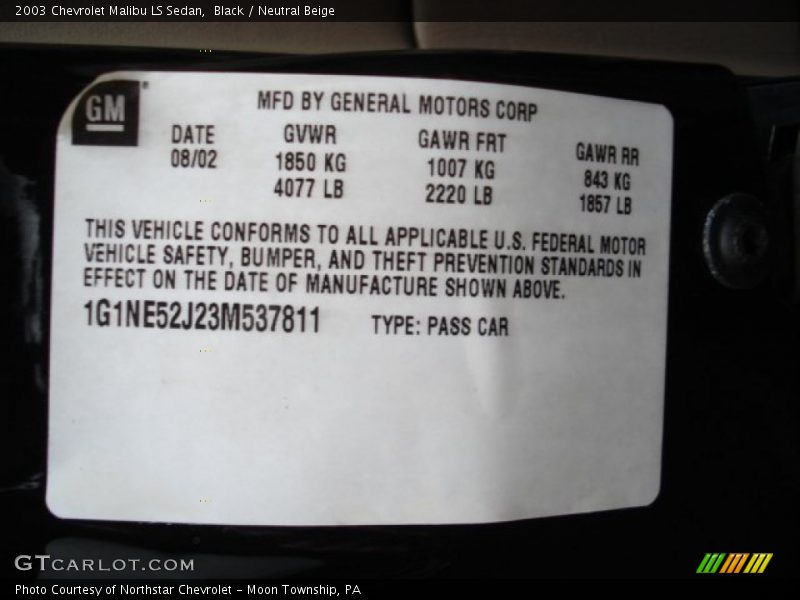 2003 Chevrolet Malibu LS Sedan, Black / Neutral Beige
GM
MFD BY GENERAL MOTORS CORP
DATE GVWR GAWR FRT GAWR RR
08/02 1850 KG 1007 KG 843 KG
4077 LB 2220 LB 1857 LB
THIS VEHICLE CONFORMS TO ALL APPLICABLE U.S. FEDERAL MOTOR
VEHICLE SAFETY, BUMPER, AND THEFT PREVENTION STANDARDS IN
EFFECT ON THE DATE OF MANUFACTURE SHOWN ABOVE.
1G1NE52J23M537811 TYPE: PASS CAR
GTCARLOT.COM
Photo Courtesy of Northstar Chevrolet - Moon Township, PA